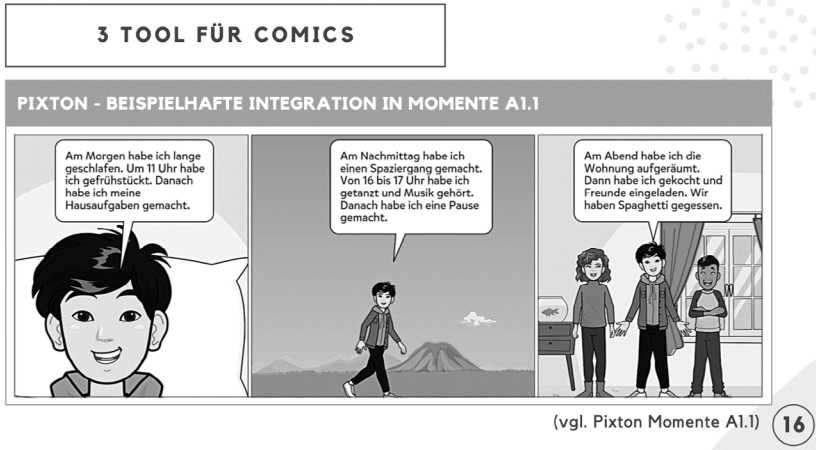 3 TOOL FÜR COMICS
PIXTON - BEISPIELHAFTE INTEGRATION IN MOMENTE A1.1
Am Morgen habe ich lange
geschlafen. Um 11 Uhr habe
ich gefrühstückt. Danach
habe ich meine
Hausaufgaben gemacht.
Am Nachmittag habe ich
einen Spaziergang gemacht.
Von 16 bis 17 Uhr habe ich
getanzt und Musik gehört.
Danach habe ich eine Pause
gemacht.
Am Abend habe ich die
Wohnung aufgeräumt.
Dann habe ich gekocht und
Freunde eingeladen. Wir
haben Spaghetti gegessen.
(vgl. Pixton Momente A1.1)
16